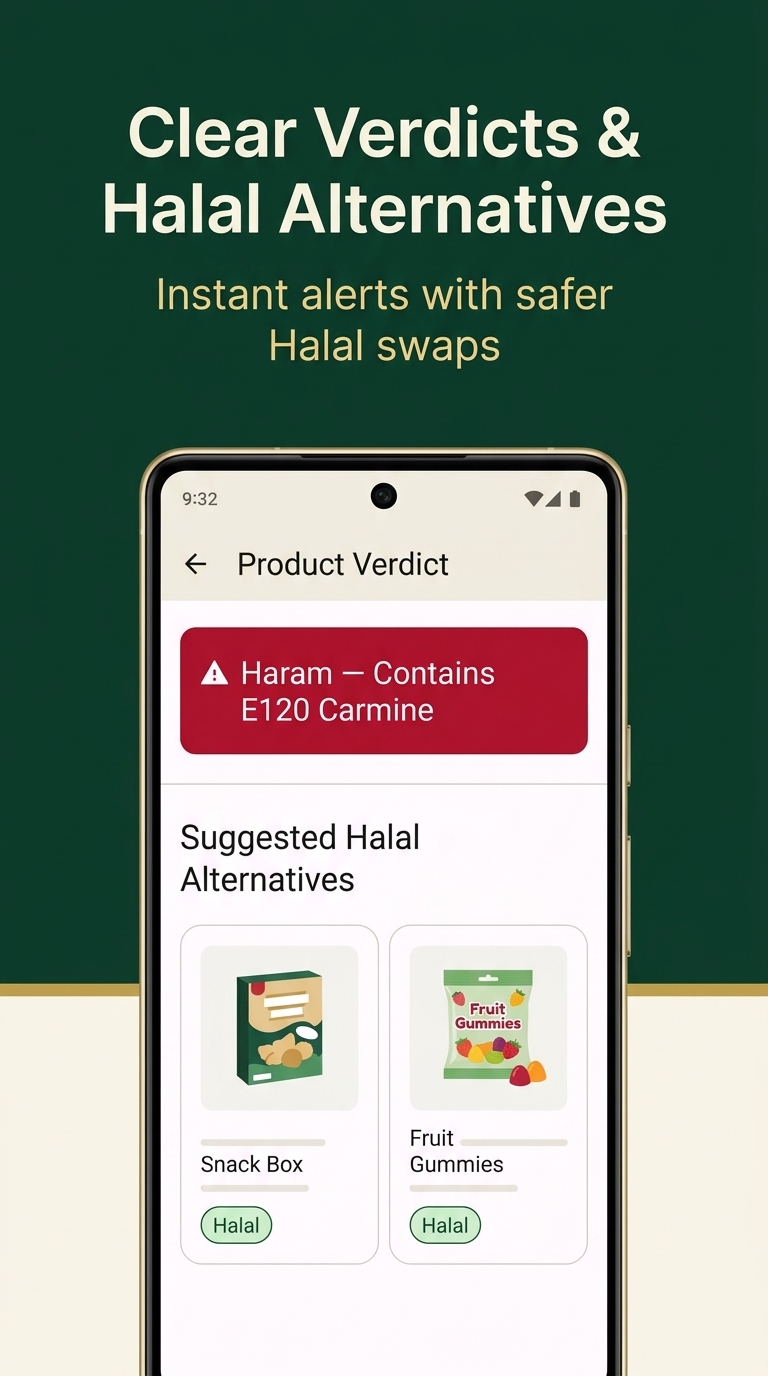 Clear Verdicts &
Halal Alternatives
Instant alerts with safer
Halal swaps
9:32
Product Verdict
Haram — Contains
E120 Carmine
Suggested Halal
Alternatives
Fruit
Gummies
Snack Box
Halal
Fruit
Gummies
Halal